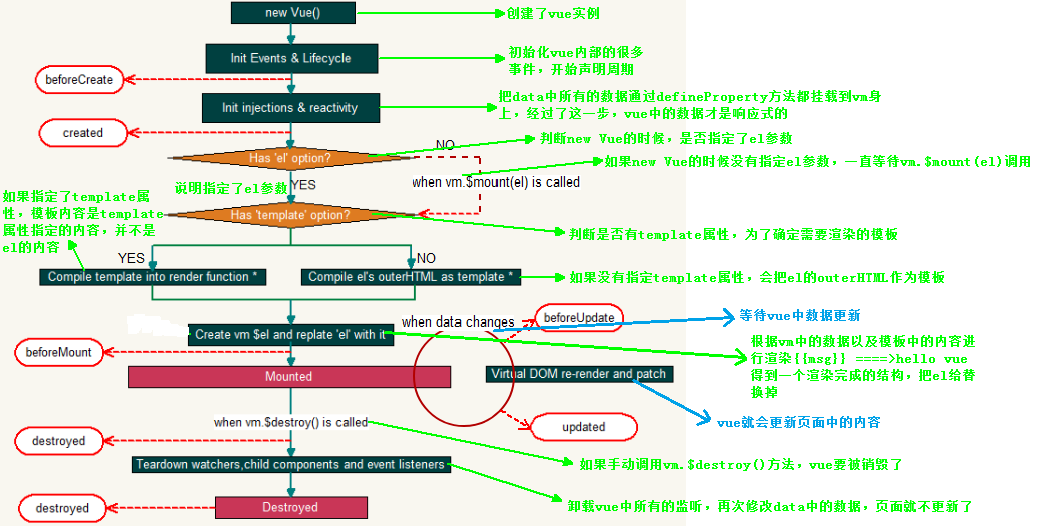 new Vue()
创建了vue实例
Init Events & Lifecycle
初始化vue内部的很多
事件,开始声明周期
beforeCreate
Init injections & reactivity
把data中所有的数据通过defineProperty方法都挂载到vm身
上,经过了这一步,vue中的数据才是响应式的
created
判断new Vue的时候,是否指定了el参数
NO
Has 'el' option?
如果new Vue的时候没有指定el参数,一直等待vm.$mount(el)调用
when vm.$mount(el) is called
YES
说明指定了el参数
如果指定了template属
性,模板内容是template
属性指定的内容,并不是
el的内容
Has 'template' option?
判断是否有template属性,为了确定需要渲染的模板
YES
NO
Compile template into render function *
Compile el's outerHTML as template *
如果没有指定template属性,会把el的outerHTML作为模板
when data changes
beforeUpdate
等待vue中数据更新
Create vm $el and replate 'el' with it
根据vm中的数据以及模板中的内容进
行渲染{{msg}} ====>hello vue
得到一个渲染完成的结构,把el给替
换掉
beforeMount
Mounted
Virtual DOM re-render and patch
vue就会更新页面中的内容
when vm.$destroy() is called
updated
destroyed
Teardown watchers,child components and event listeners
如果手动调用vm.$destroy()方法,vue要被销毁了
destroyed
Destroyed
卸载vue中所有的监听,再次修改data中的数据,页面就不更新了